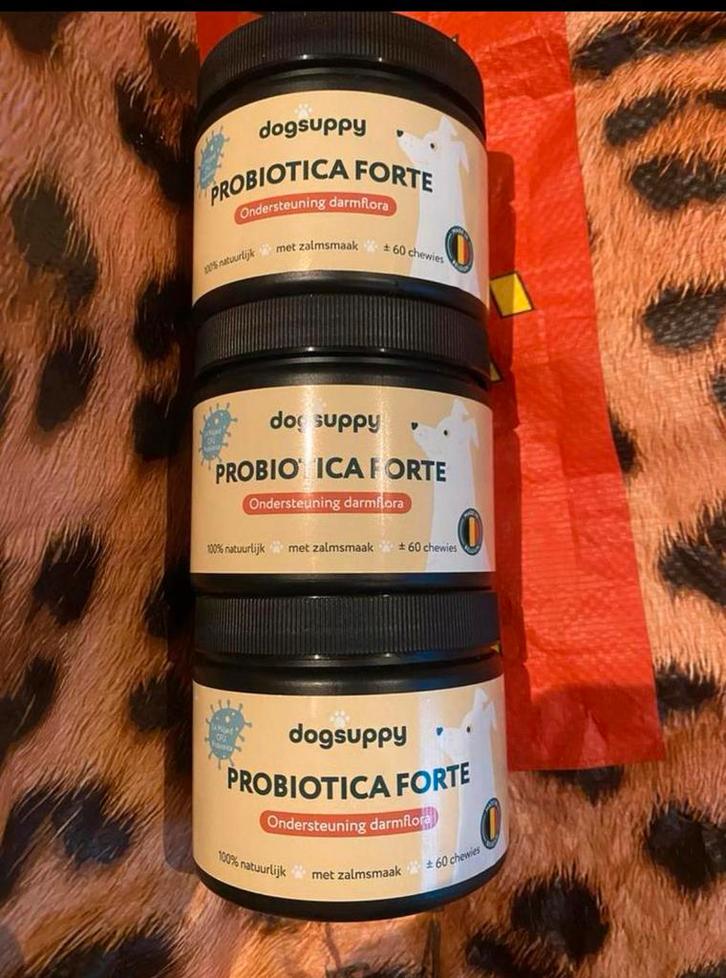 dogsuppy
PROBIOTICA FORTE
Ondersteuning darmflora
100% natuurlijk met zalmsmaak ± 60 chewies
dogsuppy
PROBIOTICA FORTE
Ondersteuning darmflora
100% natuurlijk met zalmsmaak ± 60 chewies
dogsuppy
PROBIOTICA FORTE
Ondersteuning darmflora
100% natuurlijk met zalmsmaak ± 60 chewies